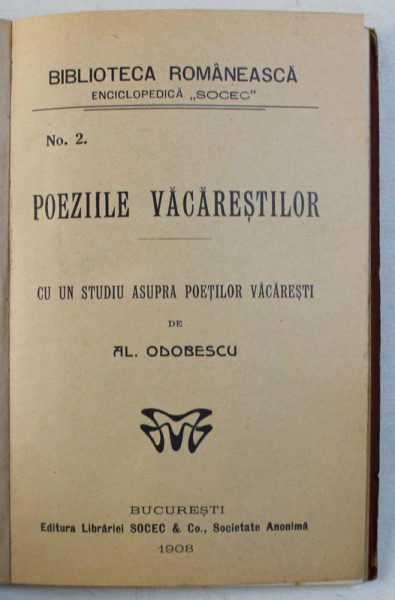 BIBLIOTECA ROMÂNEASCĂ
ENCICLOPEDICĂ „SOCEC”
No. 2.
POEZIILE VĂCĂREȘTILOR
CU UN STUDIU ASUPRA POEȚILOR VĂCĂREȘTI
DE
AL. ODOBESCU
BUCUREȘTI
Editura Librăriei SOCEC & Co., Societate Anonimă
1908